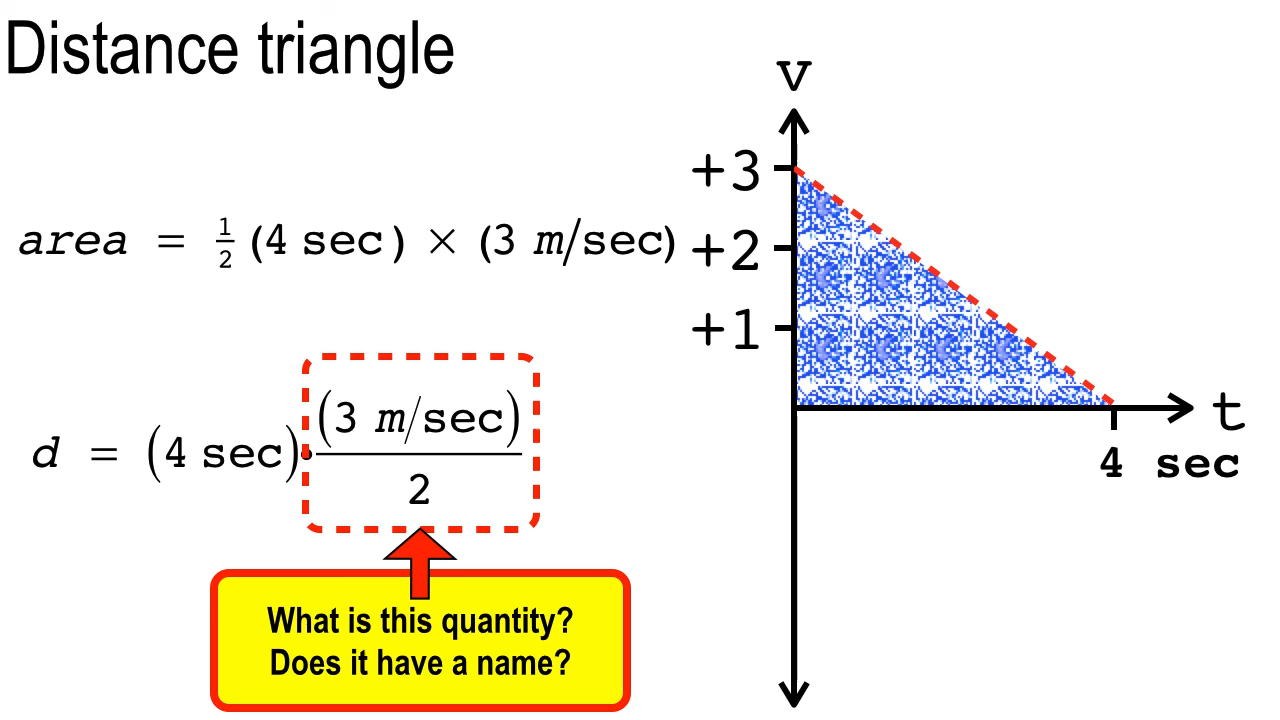 Distance triangle
area = ½ (4 sec) × (3 m/sec)
d = (4 sec)•(3 m/sec)/2
What is this quantity?
Does it have a name?
v
+3
+2
+1
t
4 sec